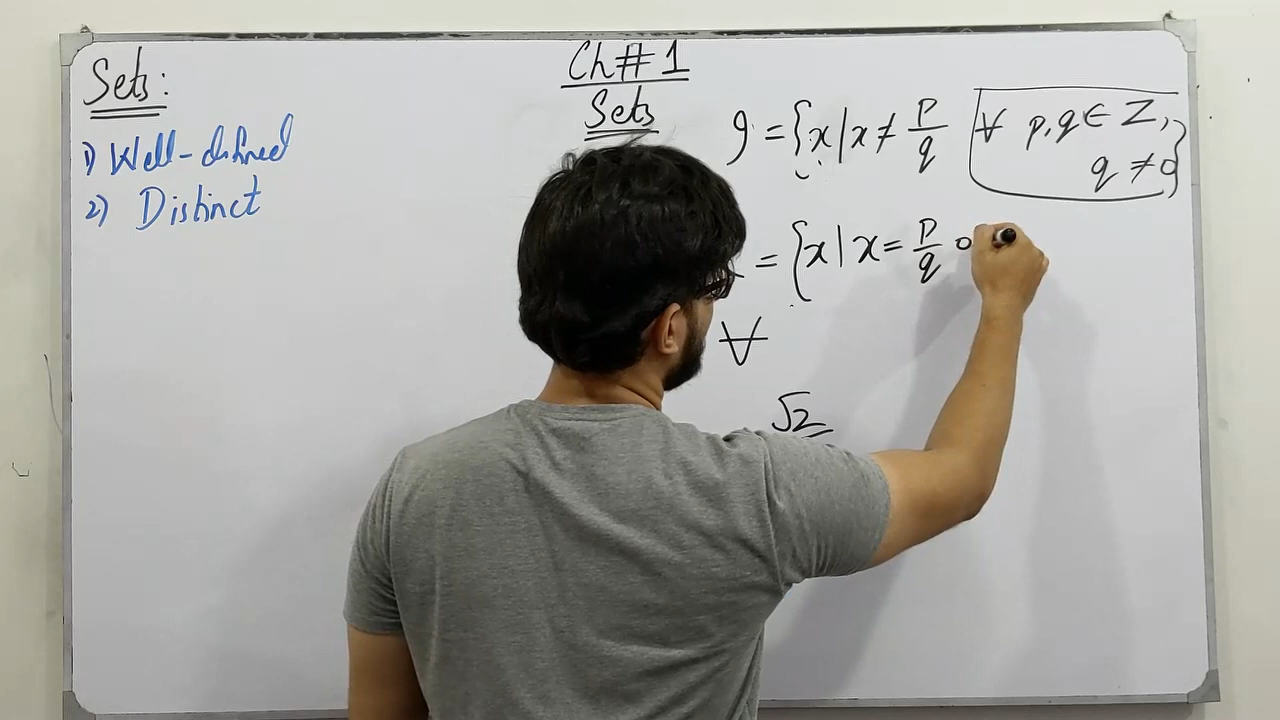 Ch # 1
Sets
Sets:
1) Well-defined
2) Distinct
= {x | x ≠ p/q ∀ p,q ∈ Z,
q ≠ 0}
= {x | x = p/q o
∀
√2